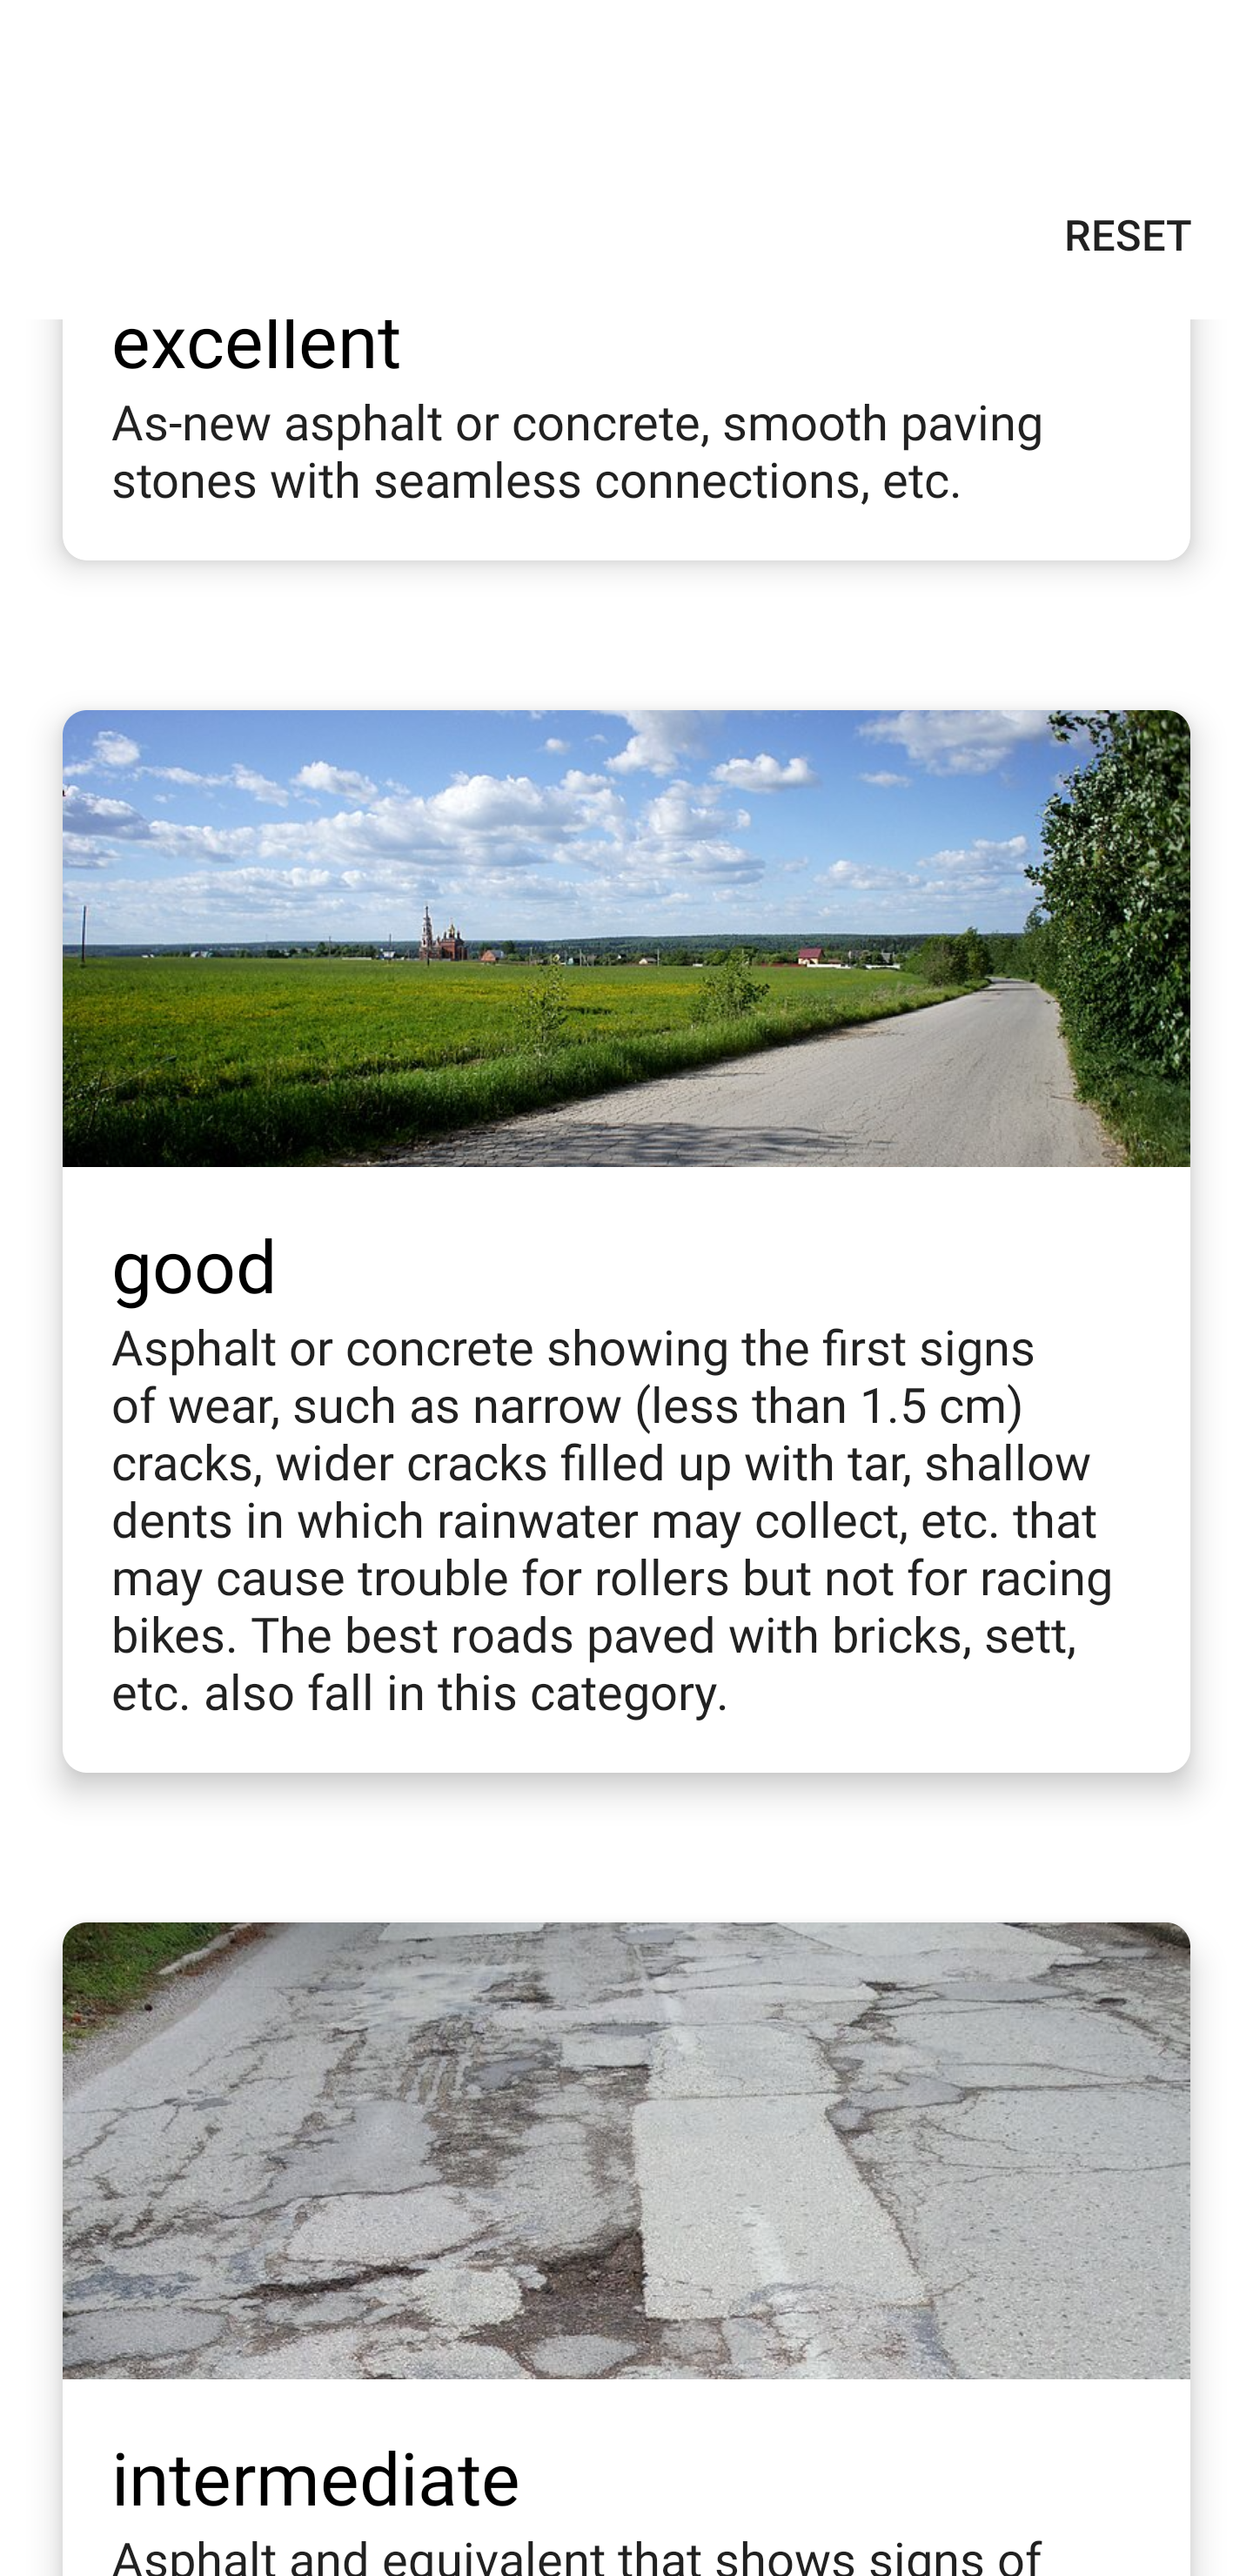 RESET
excellent
As-new asphalt or concrete, smooth paving
stones with seamless connections, etc.
good
Asphalt or concrete showing the first signs
of wear, such as narrow (less than 1.5 cm)
cracks, wider cracks filled up with tar, shallow
dents in which rainwater may collect, etc. that
may cause trouble for rollers but not for racing
bikes. The best roads paved with bricks, sett,
etc. also fall in this category.
intermediate
Asphalt and equivalent that shows signs of